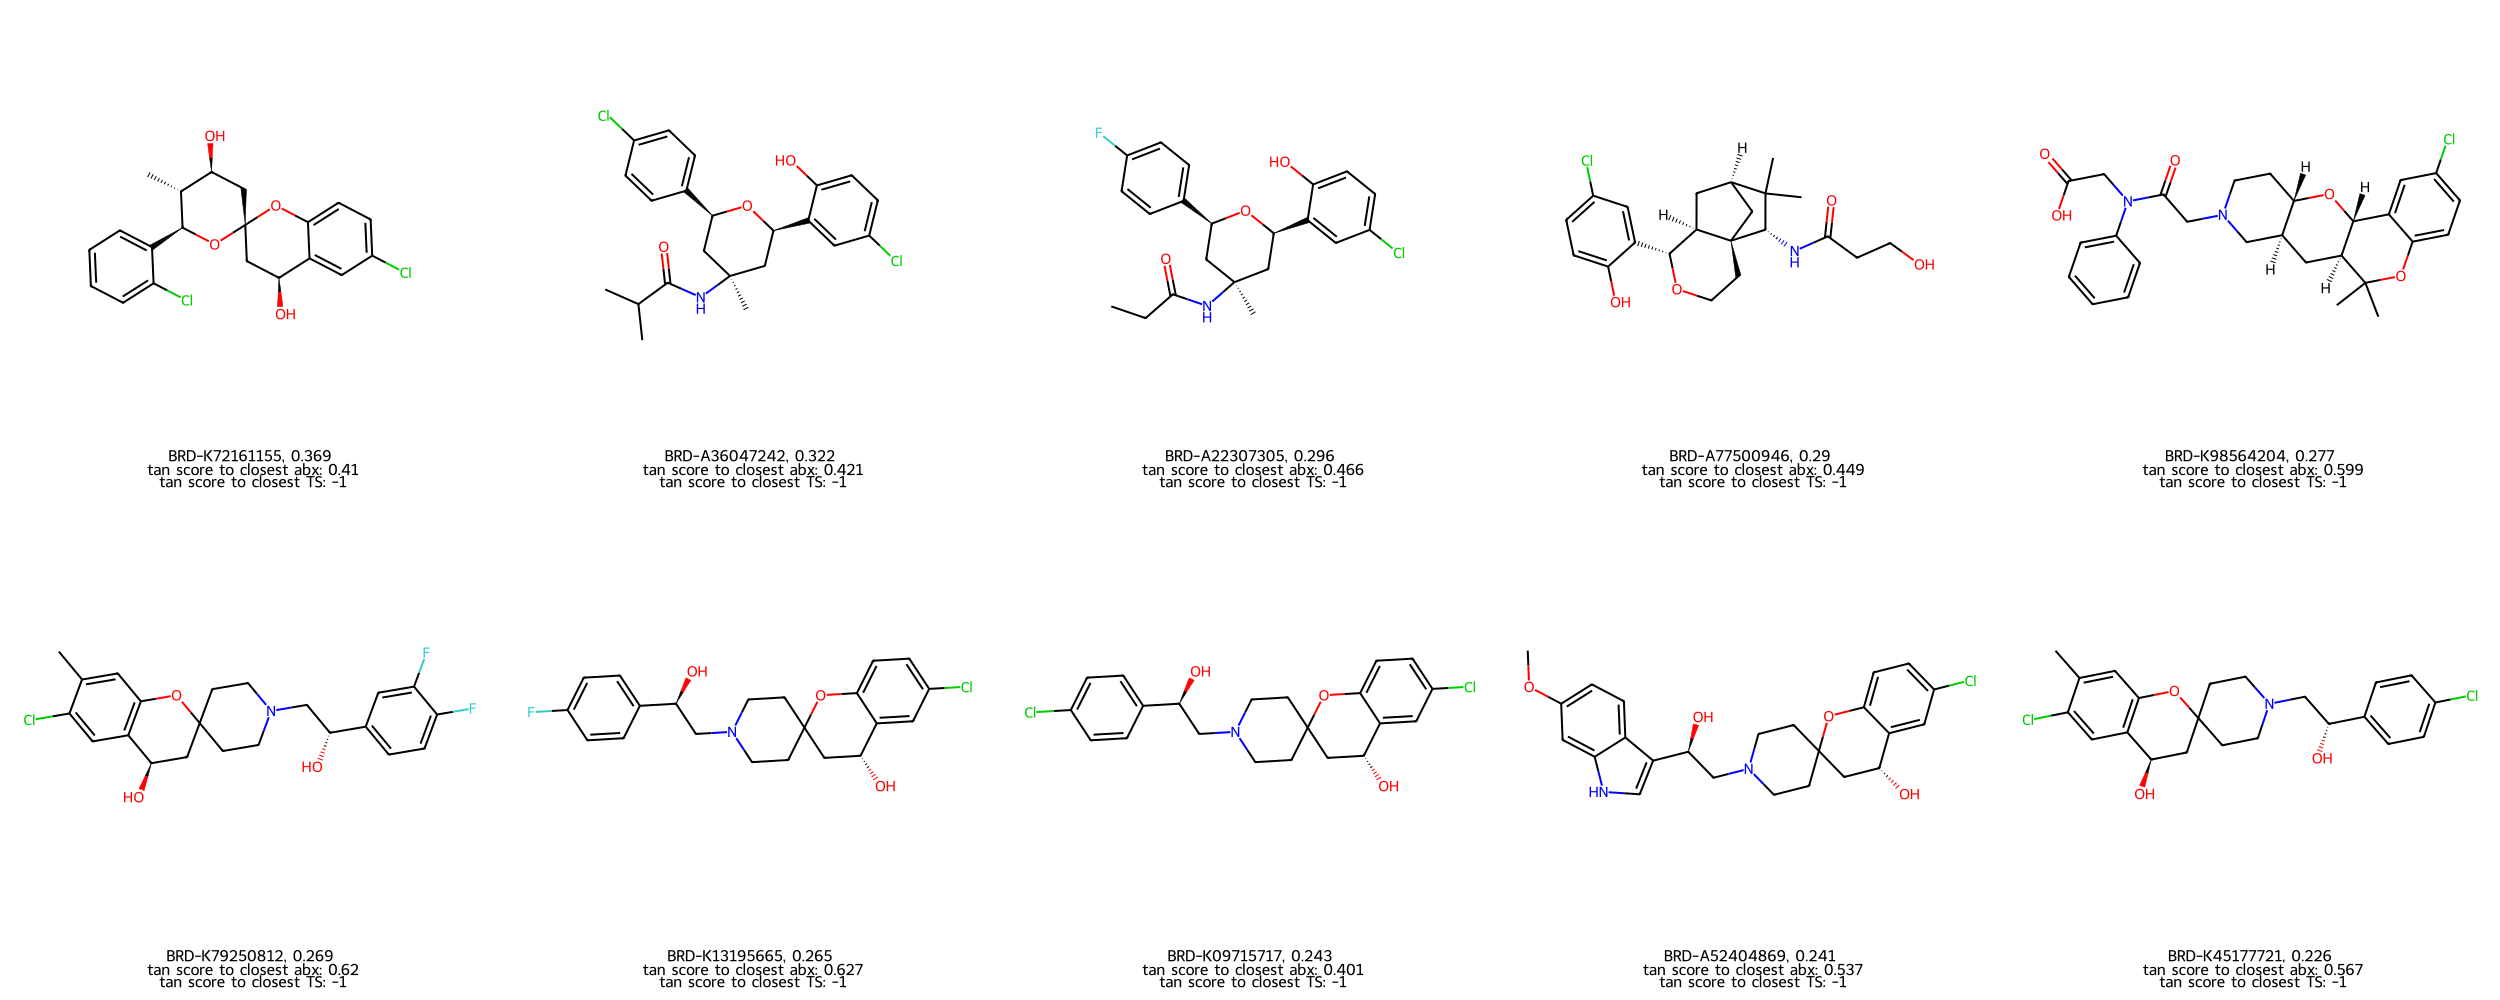 BRD-K72161155, 0.369
tan score to closest abx: 0.41
tan score to closest TS: -1
BRD-A36047242, 0.322
tan score to closest abx: 0.421
tan score to closest TS: -1
BRD-A22307305, 0.296
tan score to closest abx: 0.466
tan score to closest TS: -1
BRD-A77500946, 0.29
tan score to closest abx: 0.449
tan score to closest TS: -1
BRD-K98564204, 0.277
tan score to closest abx: 0.599
tan score to closest TS: -1
BRD-K79250812, 0.269
tan score to closest abx: 0.62
tan score to closest TS: -1
BRD-K13195665, 0.265
tan score to closest abx: 0.627
tan score to closest TS: -1
BRD-K09715717, 0.243
tan score to closest abx: 0.401
tan score to closest TS: -1
BRD-A52404869, 0.241
tan score to closest abx: 0.537
tan score to closest TS: -1
BRD-K45177721, 0.226
tan score to closest abx: 0.567
tan score to closest TS: -1